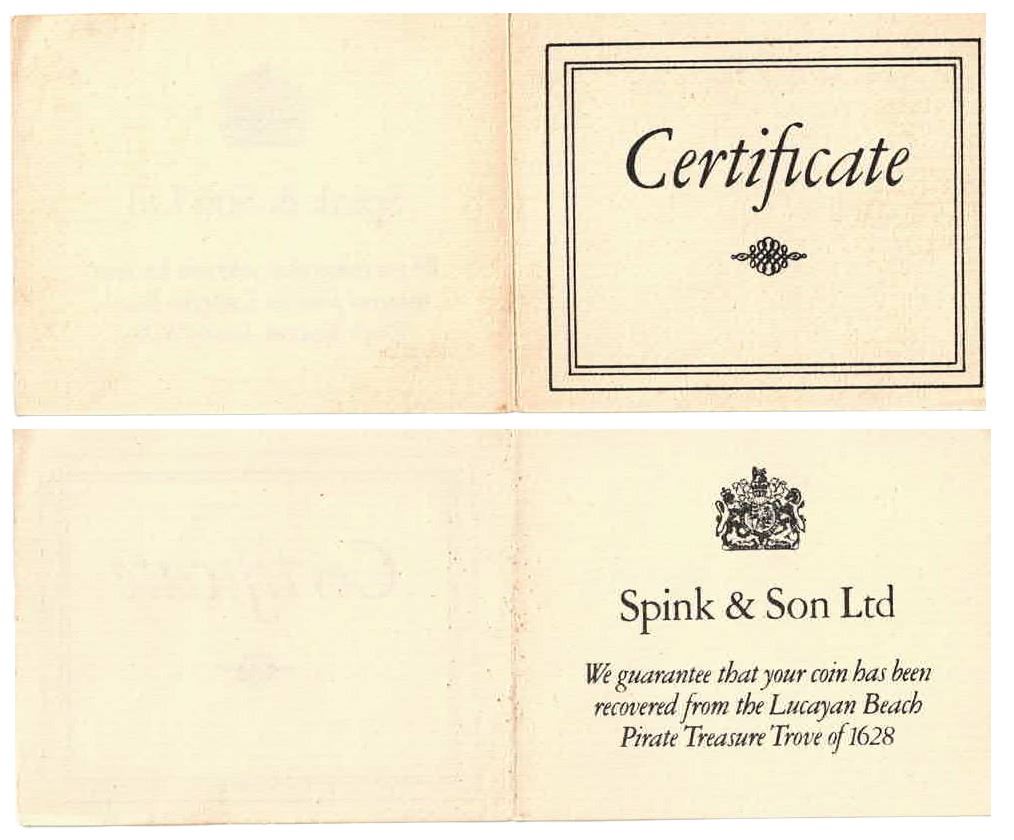 Certificate
Spink & Son Ltd
We guarantee that your coin has been
recovered from the Lucayan Beach
Pirate Treasure Trove of 1628